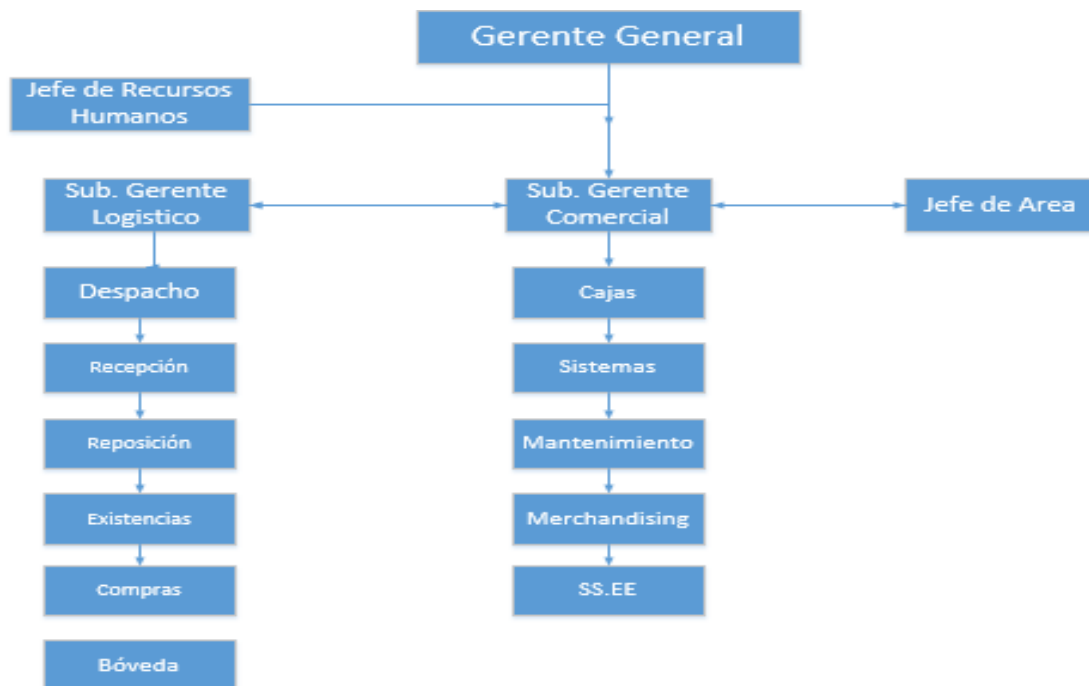 Gerente General
Jefe de Recursos
Humanos
Sub. Gerente
Logistico
Sub. Gerente
Comercial
Jefe de Area
Despacho
Cajas
Recepción
Sistemas
Reposición
Mantenimiento
Existencias
Merchandising
Compras
SS.EE
Bóveda